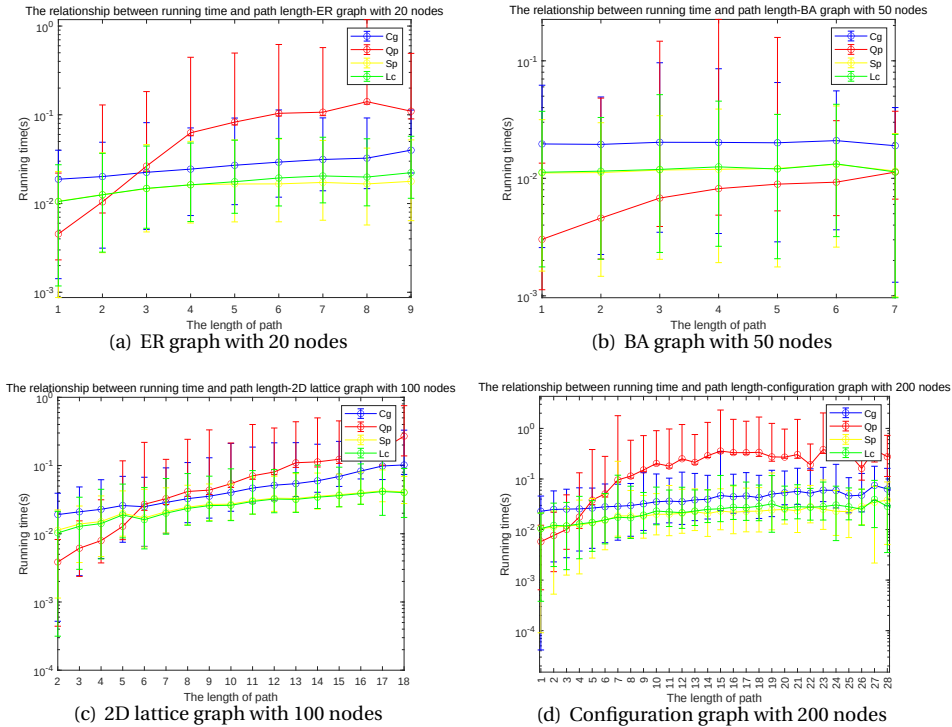 The relationship between running time and path length-ER graph with 20 nodes
10^0
10^-1
10^-2
10^-3
Running time(s)
Cg
Qp
Sp
Lc
1 2 3 4 5 6 7 8 9
The length of path
(a) ER graph with 20 nodes
The relationship between running time and path length-BA graph with 50 nodes
10^-1
10^-2
10^-3
Running time(s)
Cg
Qp
Sp
Lc
1 2 3 4 5 6 7
The length of path
(b) BA graph with 50 nodes
The relationship between running time and path length-2D lattice graph with 100 nodes
10^0
10^-1
10^-2
10^-3
10^-4
Running time(s)
Cg
Qp
Sp
Lc
2 3 4 5 6 7 8 9 10 11 12 13 14 15 16 17 18
The length of path
(c) 2D lattice graph with 100 nodes
The relationship between running time and path length-configuration graph with 200 nodes
10^0
10^-1
10^-2
10^-3
10^-4
Running time(s)
Cg
Qp
Sp
Lc
1 2 3 4 5 6 7 8 9 10 11 12 13 14 15 16 17 18 19 20 21 22 23 24 25 26 27 28
The length of path
(d) Configuration graph with 200 nodes